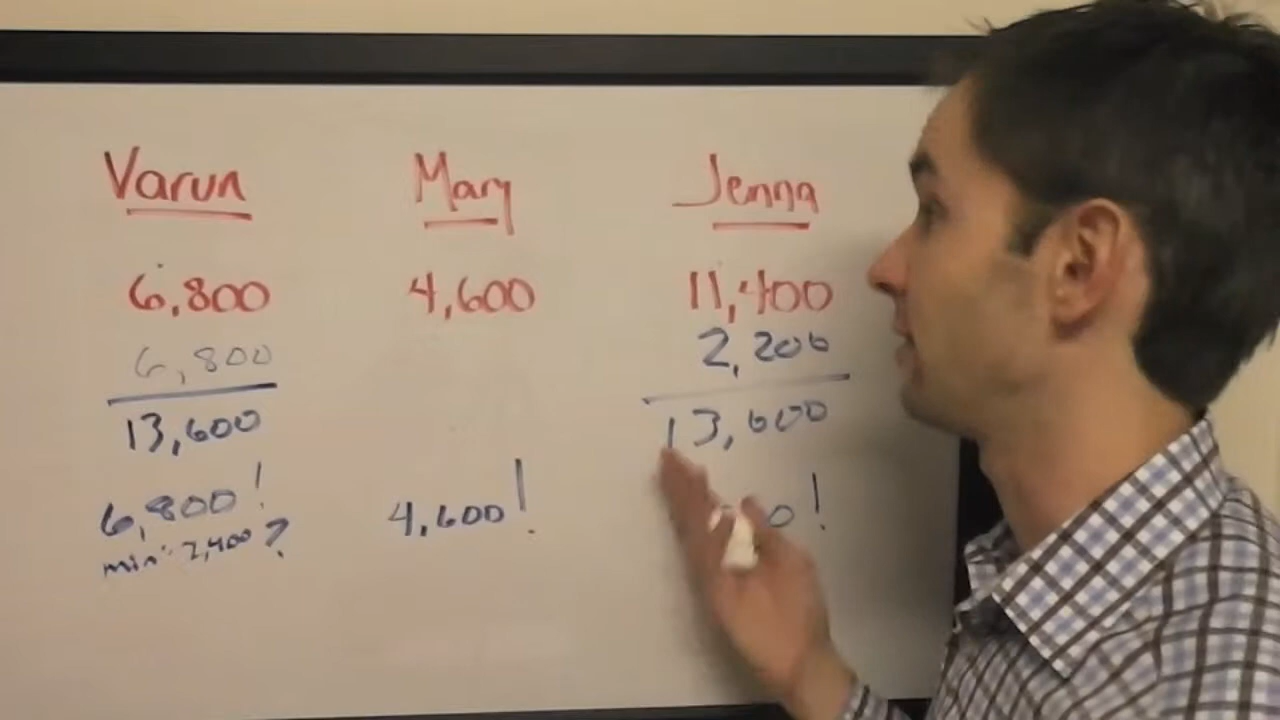 Varun Mary Jenna
6,800 4,600 11,400
6,800 2,200
13,600 13,600
6,800! 4,600! !
min: 2,400?